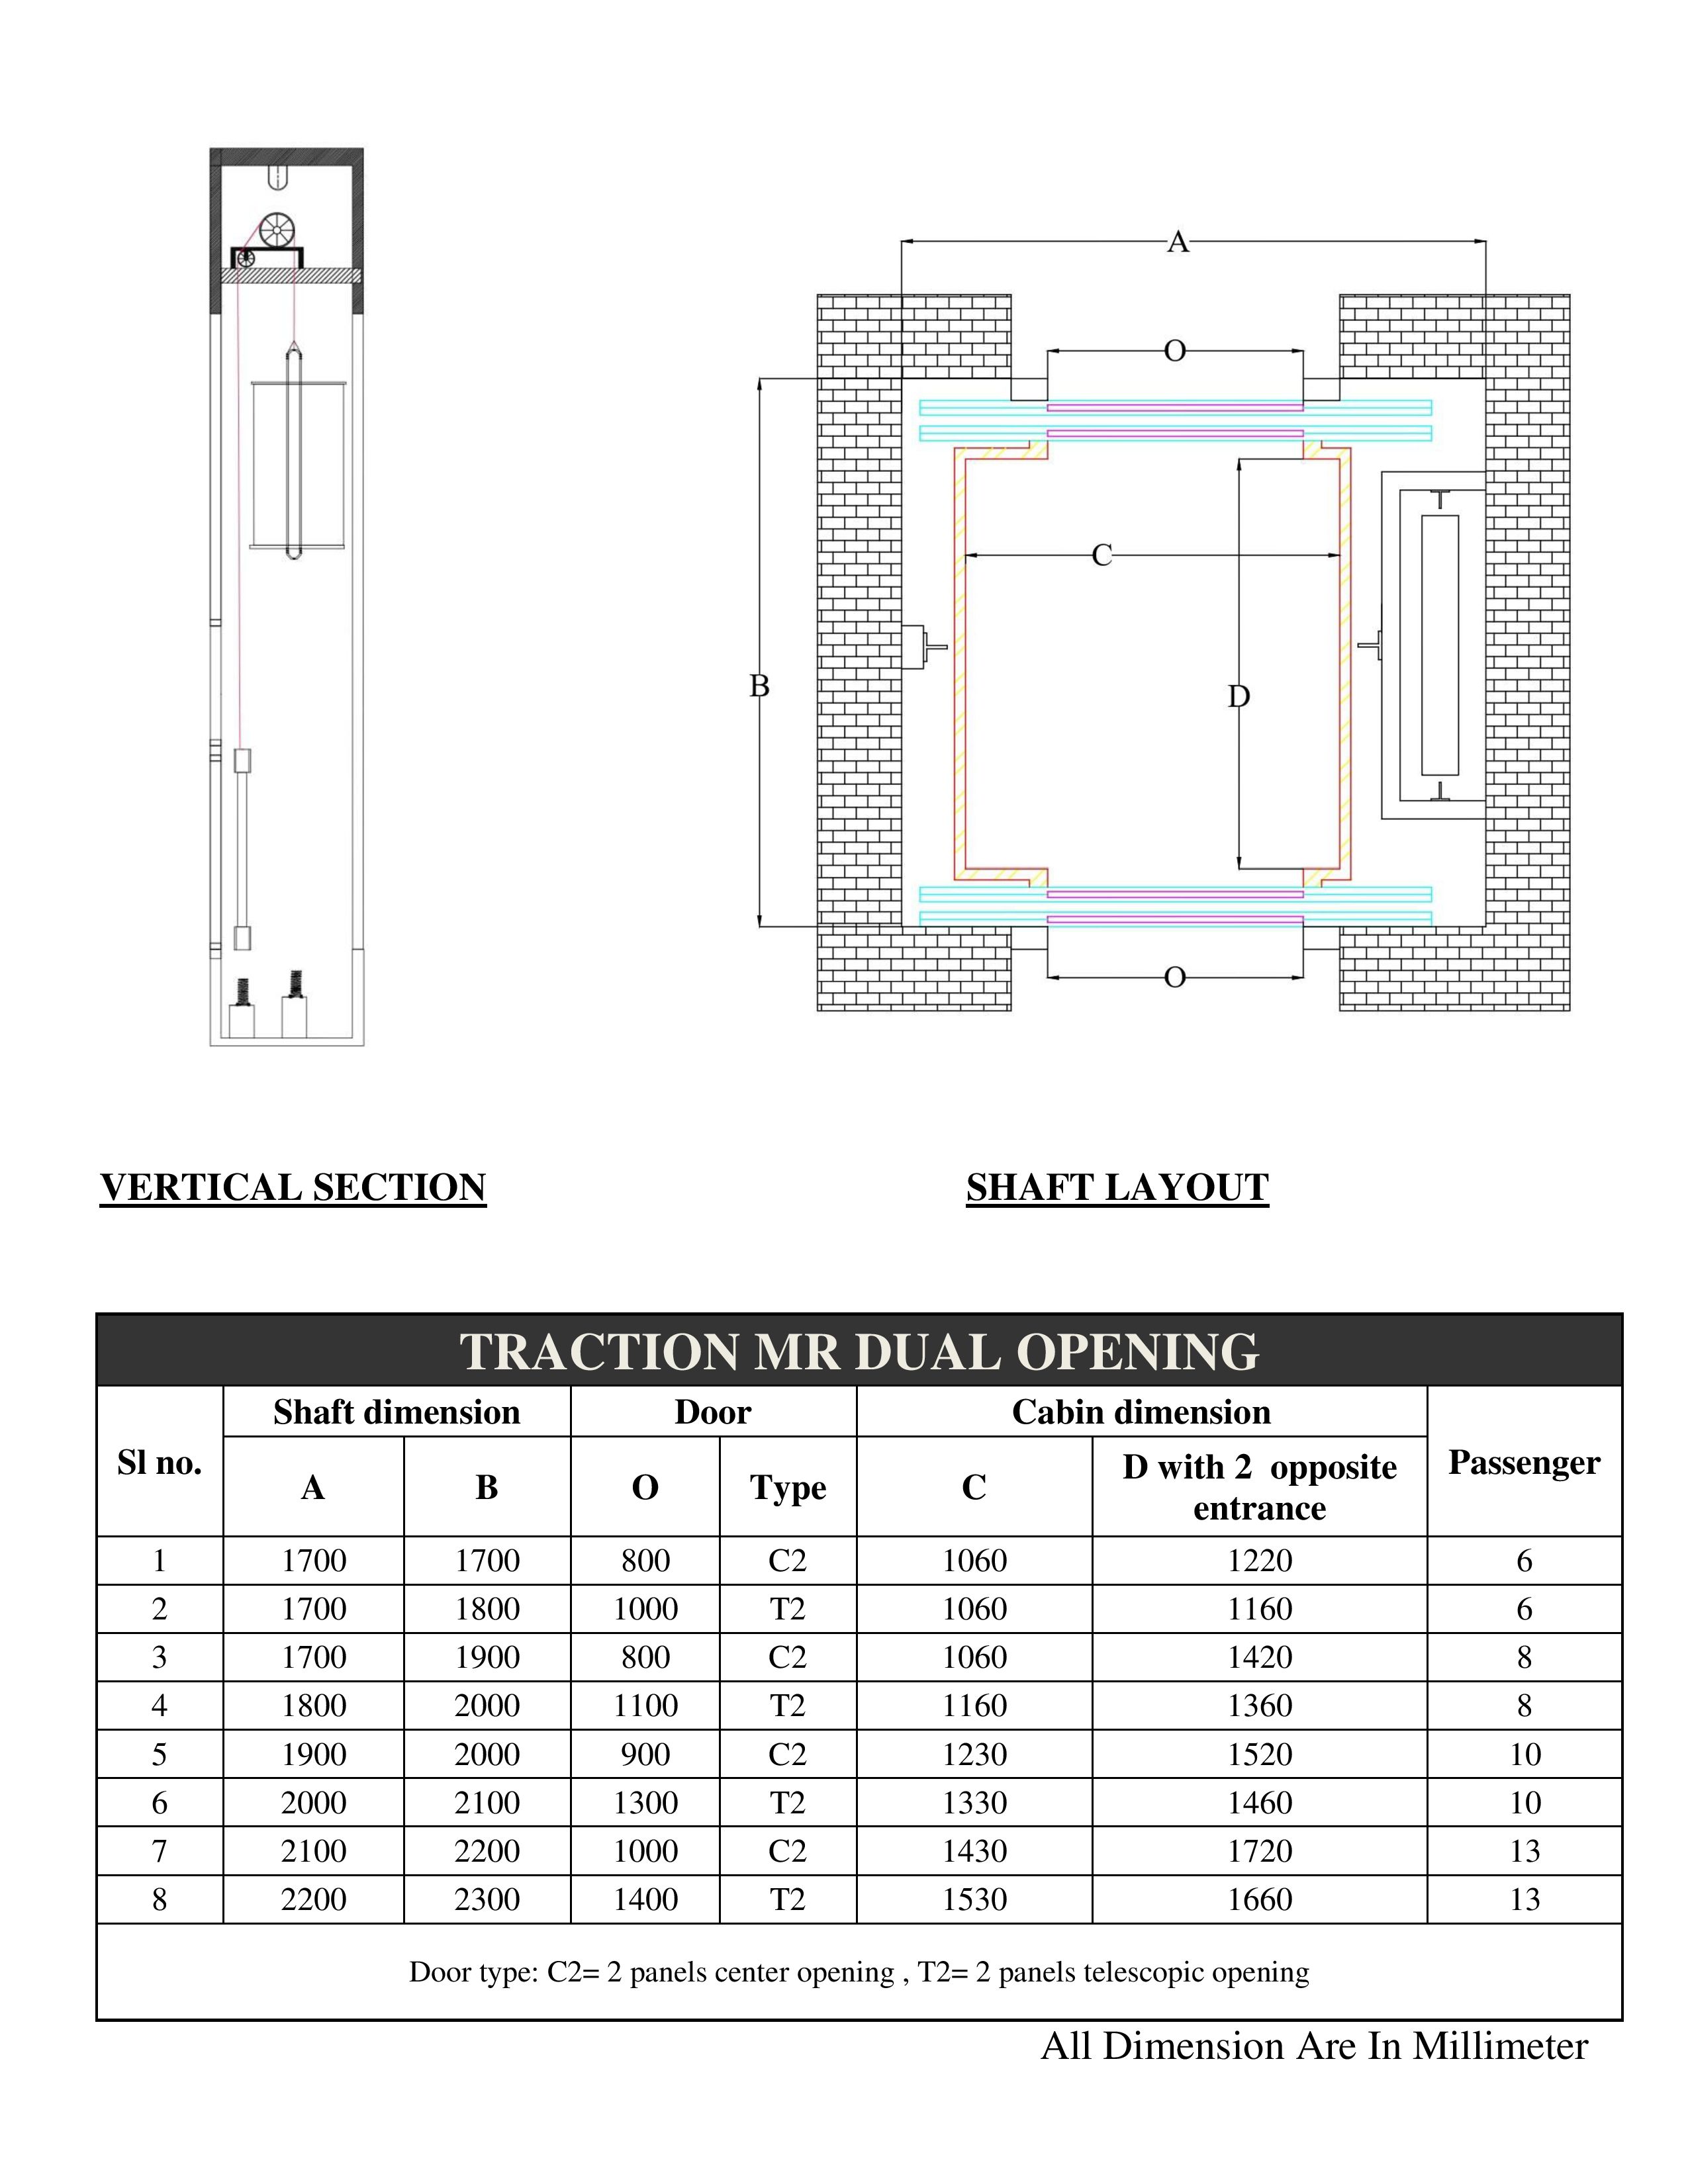 A
O
C
B
D
O
VERTICAL SECTION
SHAFT LAYOUT
TRACTION MR DUAL OPENING
Sl no. Shaft dimension Door Cabin dimension Passenger
A B O Type C D with 2 opposite
entrance
1 1700 1700 800 C2 1060 1220 6
2 1700 1800 1000 T2 1060 1160 6
3 1700 1900 800 C2 1060 1420 8
4 1800 2000 1100 T2 1160 1360 8
5 1900 2000 900 C2 1230 1520 10
6 2000 2100 1300 T2 1330 1460 10
7 2100 2200 1000 C2 1430 1720 13
8 2200 2300 1400 T2 1530 1660 13
Door type: C2= 2 panels center opening , T2= 2 panels telescopic opening
All Dimension Are In Millimeter